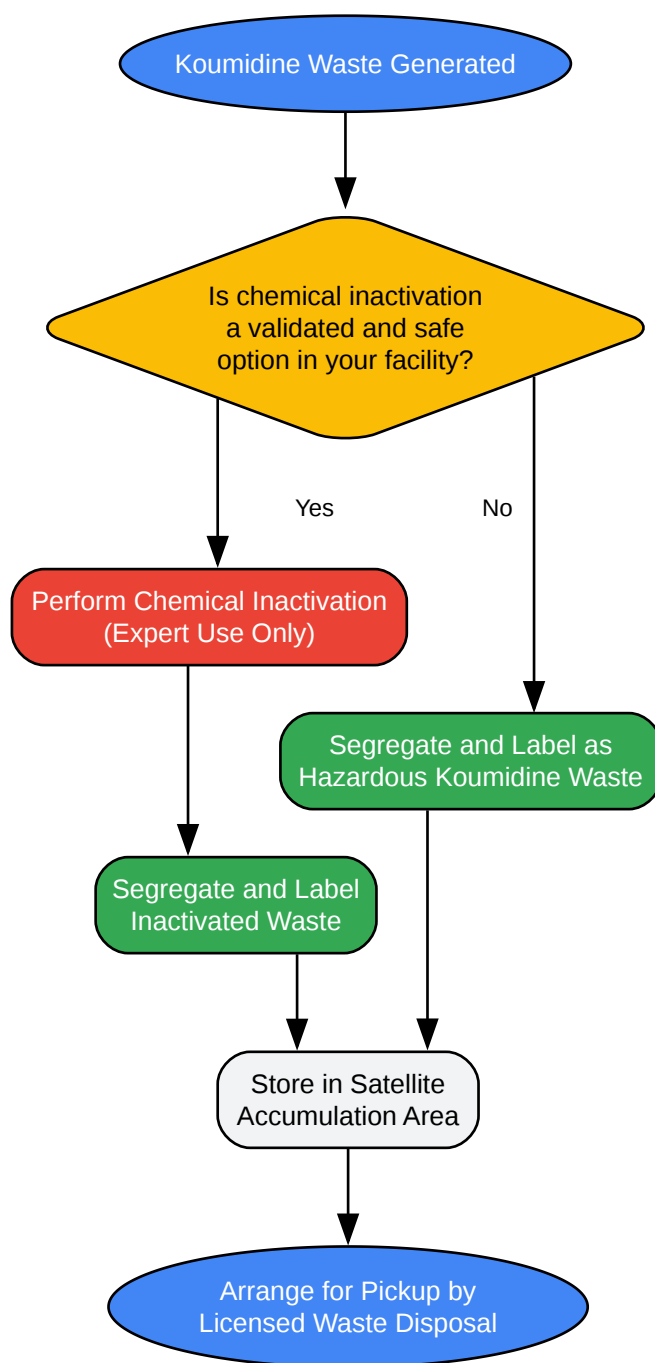 Koumidine Waste Generated
Is chemical inactivation
a validated and safe
option in your facility?
Yes
No
Perform Chemical Inactivation
(Expert Use Only)
Segregate and Label as
Hazardous Koumidine Waste
Segregate and Label
Inactivated Waste
Store in Satellite
Accumulation Area
Arrange for Pickup by
Licensed Waste Disposal